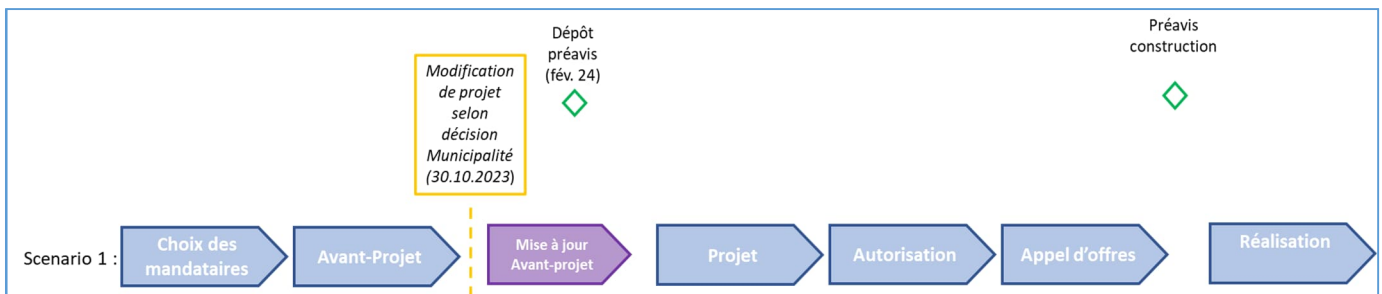 Dépôt
préavis
(fév. 24)
Préavis
construction
Modification
de projet
selon
décision
Municipalité
(30.10.2023)
Scenario 1 :
Choix des
mandataires
Avant-Projet
Mise à jour
Avant-projet
Projet
Autorisation
Appel d’offres
Réalisation